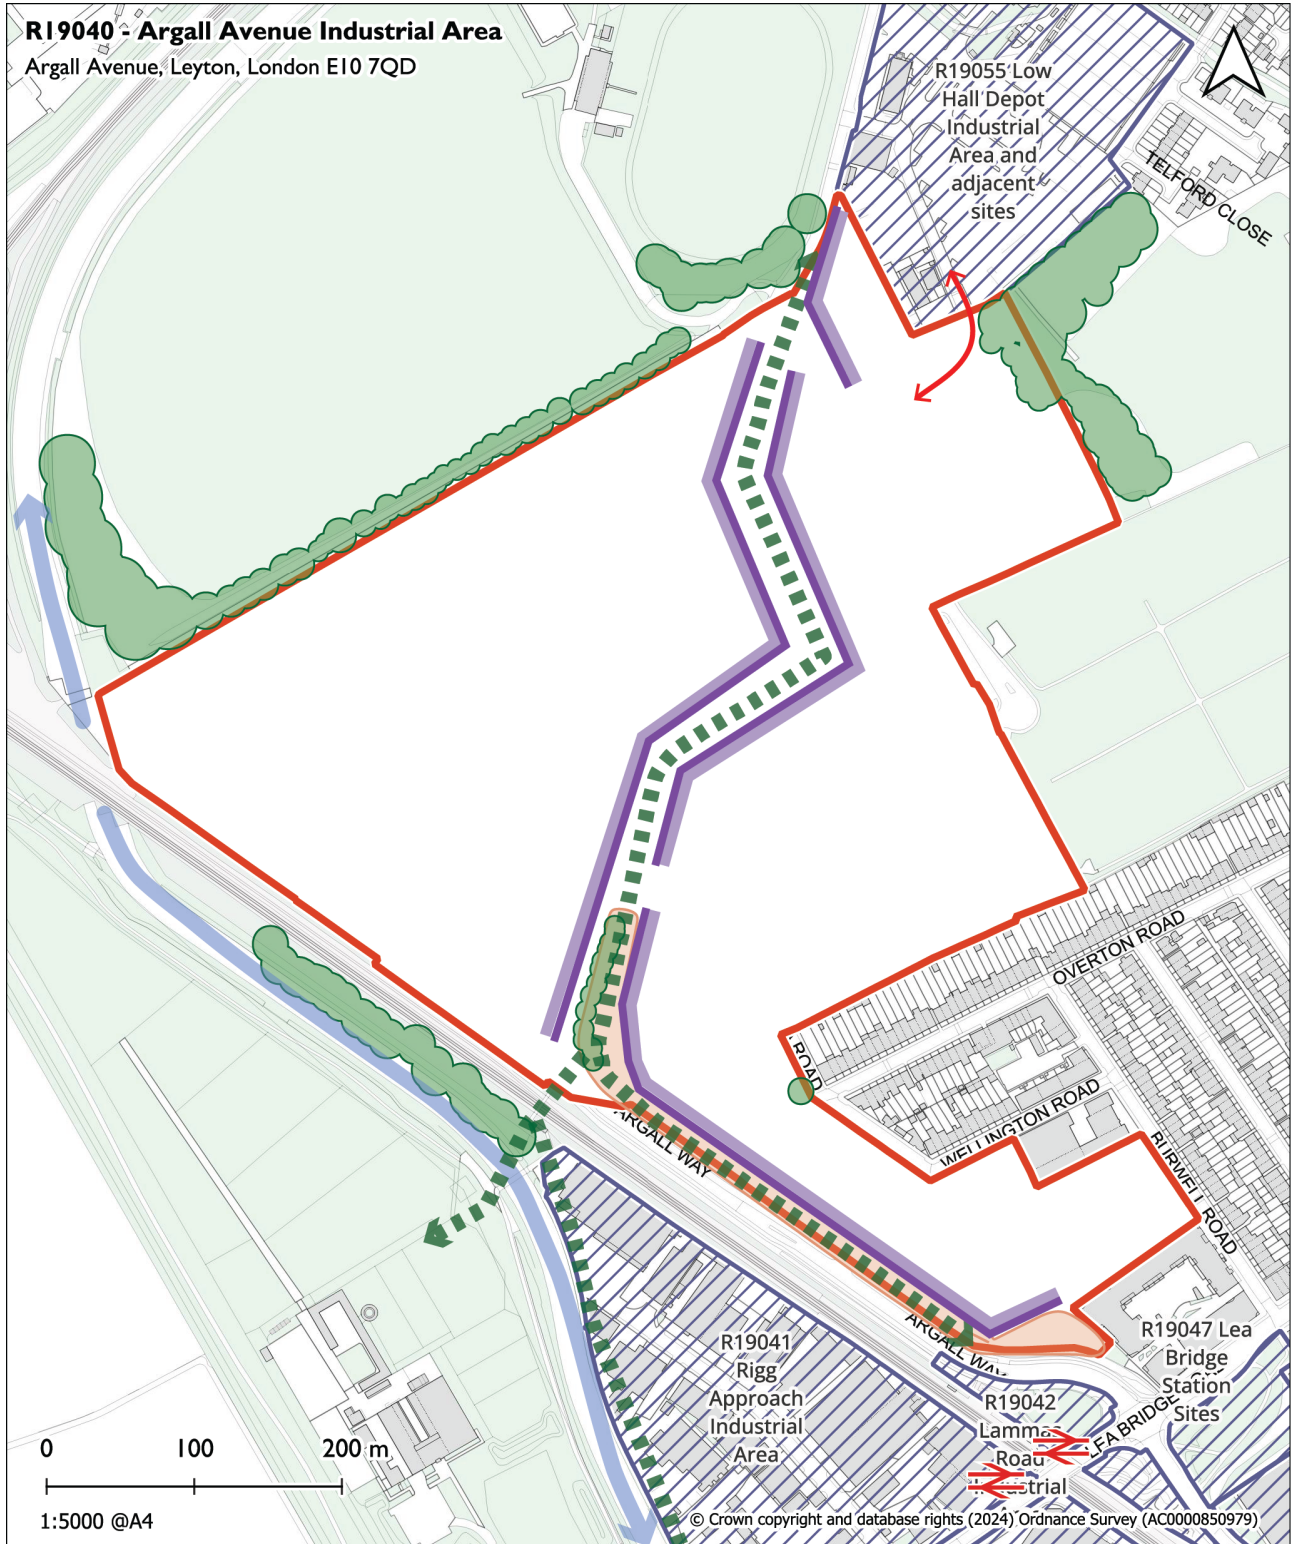 R19040 - Argall Avenue Industrial Area
Argall Avenue, Leyton, London E10 7QD
R19055 Low
Hall Depot
Industrial
Area and
adjacent
sites
TELFORD CLOSE
OVERTON ROAD
ROAD
WELLINGTON ROAD
BURWELL ROAD
ARGALL WAY
ARGALL WAY
R19041
Rigg
Approach
Industrial
Area
R19047 Lea
Bridge
Station
Sites
R19042
Lammas
Road
Industrial
LEA BRIDGE
0 100 200 m
1:5000 @A4
© Crown copyright and database rights (2024) Ordnance Survey (AC0000850979)